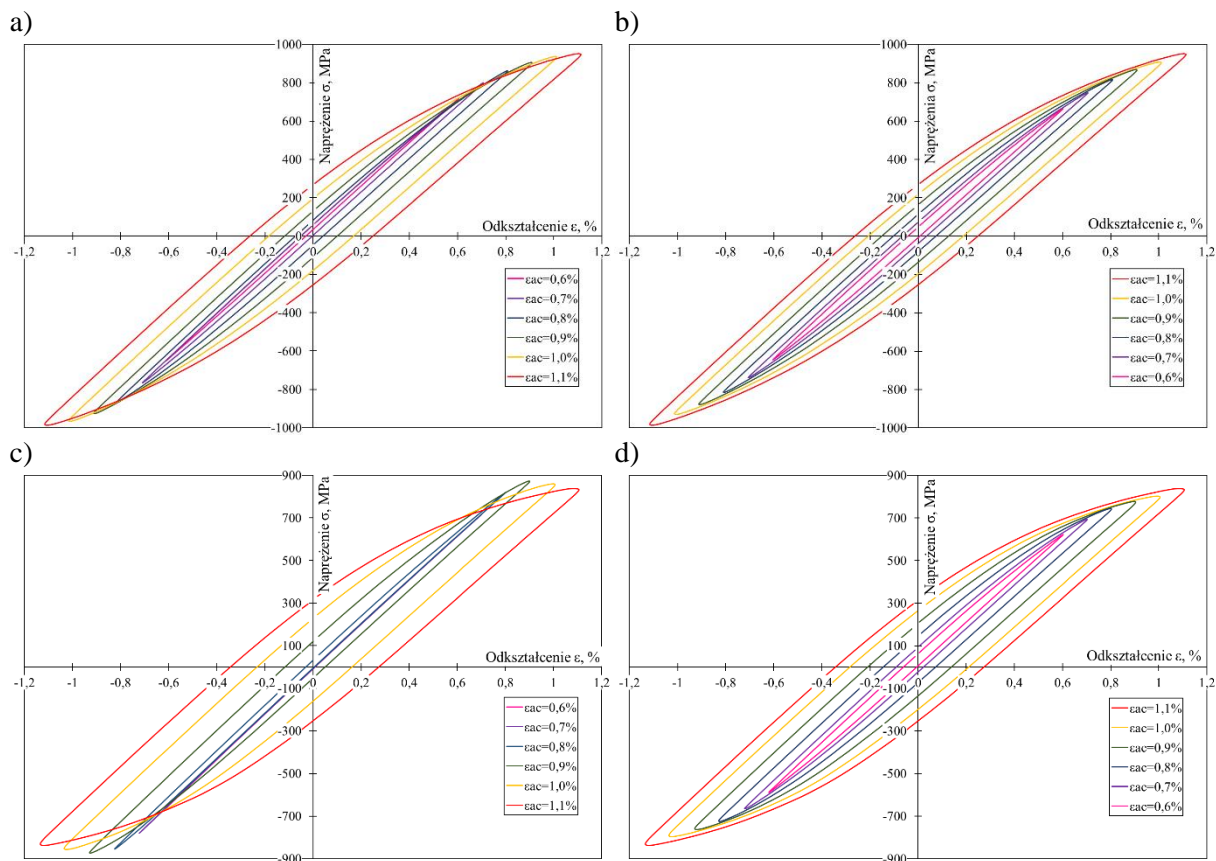 a)
1000
800
600
400
200
0
-200
-400
-600
-800
-1000
-1,2
-1
-0,8
-0,6
-0,4
-0,2
0
0,2
0,4
0,6
0,8
1
1,2
Naprężenie σ, MPa
Odkształcenie ε, %
εac=0,6%
εac=0,7%
εac=0,8%
εac=0,9%
εac=1,0%
εac=1,1%
b)
1000
800
600
400
200
0
-200
-400
-600
-800
-1000
-1,2
-1
-0,8
-0,6
-0,4
-0,2
0
0,2
0,4
0,6
0,8
1
1,2
Naprężenia σ, MPa
Odkształcenie ε, %
εac=1,1%
εac=1,0%
εac=0,9%
εac=0,8%
εac=0,7%
εac=0,6%
c)
900
700
500
300
100
-100
-300
-500
-700
-900
-1,2
-1
-0,8
-0,6
-0,4
-0,2
0
0,2
0,4
0,6
0,8
1
1,2
Naprężenie σ, MPa
Odkształcenie ε, %
εac=0,6%
εac=0,7%
εac=0,8%
εac=0,9%
εac=1,0%
εac=1,1%
d)
900
700
500
300
100
-100
-300
-500
-700
-900
-1,2
-1
-0,8
-0,6
-0,4
-0,2
0
0,2
0,4
0,6
0,8
1
1,2
Naprężenie σ, MPa
Odkształcenie ε, %
εac=1,1%
εac=1,0%
εac=0,9%
εac=0,8%
εac=0,7%
εac=0,6%